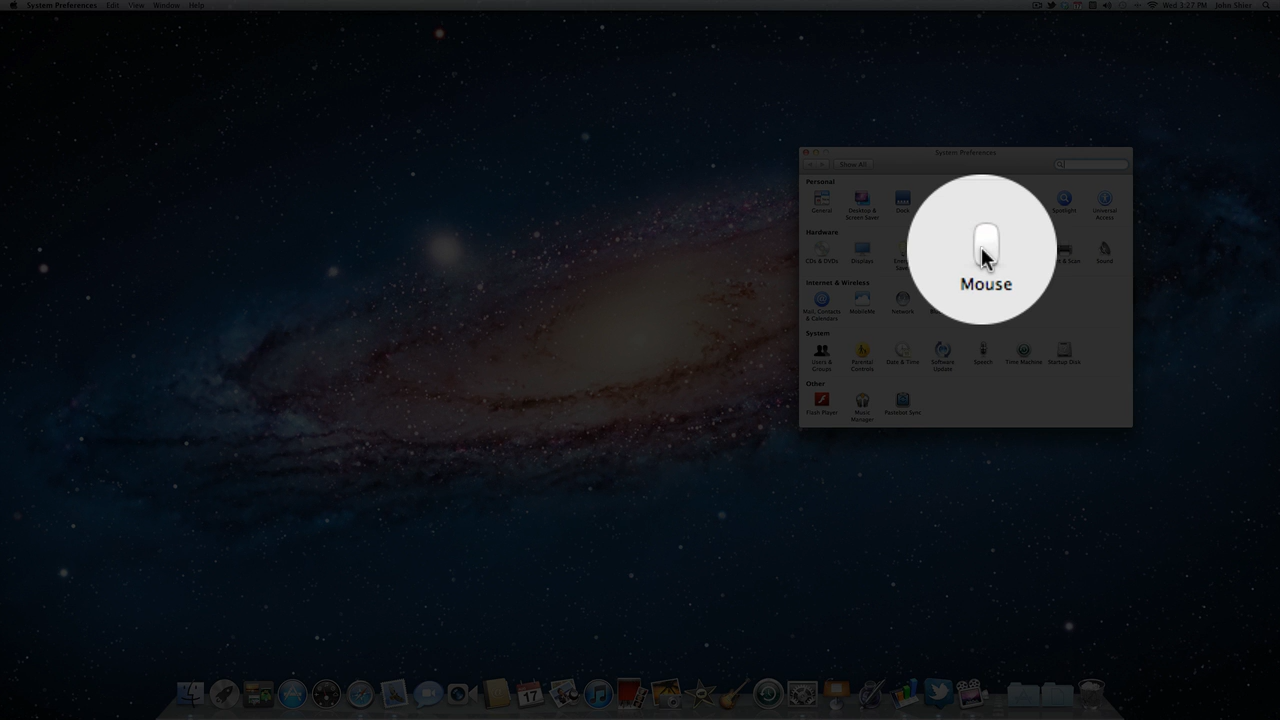 System Preferences Edit View Window Help
Wed 1:27 PM John Shier
System Preferences
Show All
Personal
General
Desktop & Screen Saver
Dock
Spotlight
Universal Access
Hardware
CDs & DVDs
Displays
Mouse
& Scan
Sound
Internet & Wireless
Mail, Contacts & Calendars
MobileMe
Network
System
Users & Groups
Parental Controls
Date & Time
Software Update
Speech
Time Machine
Startup Disk
Other
Flash Player
Music Manager
Pastebot Sync
17